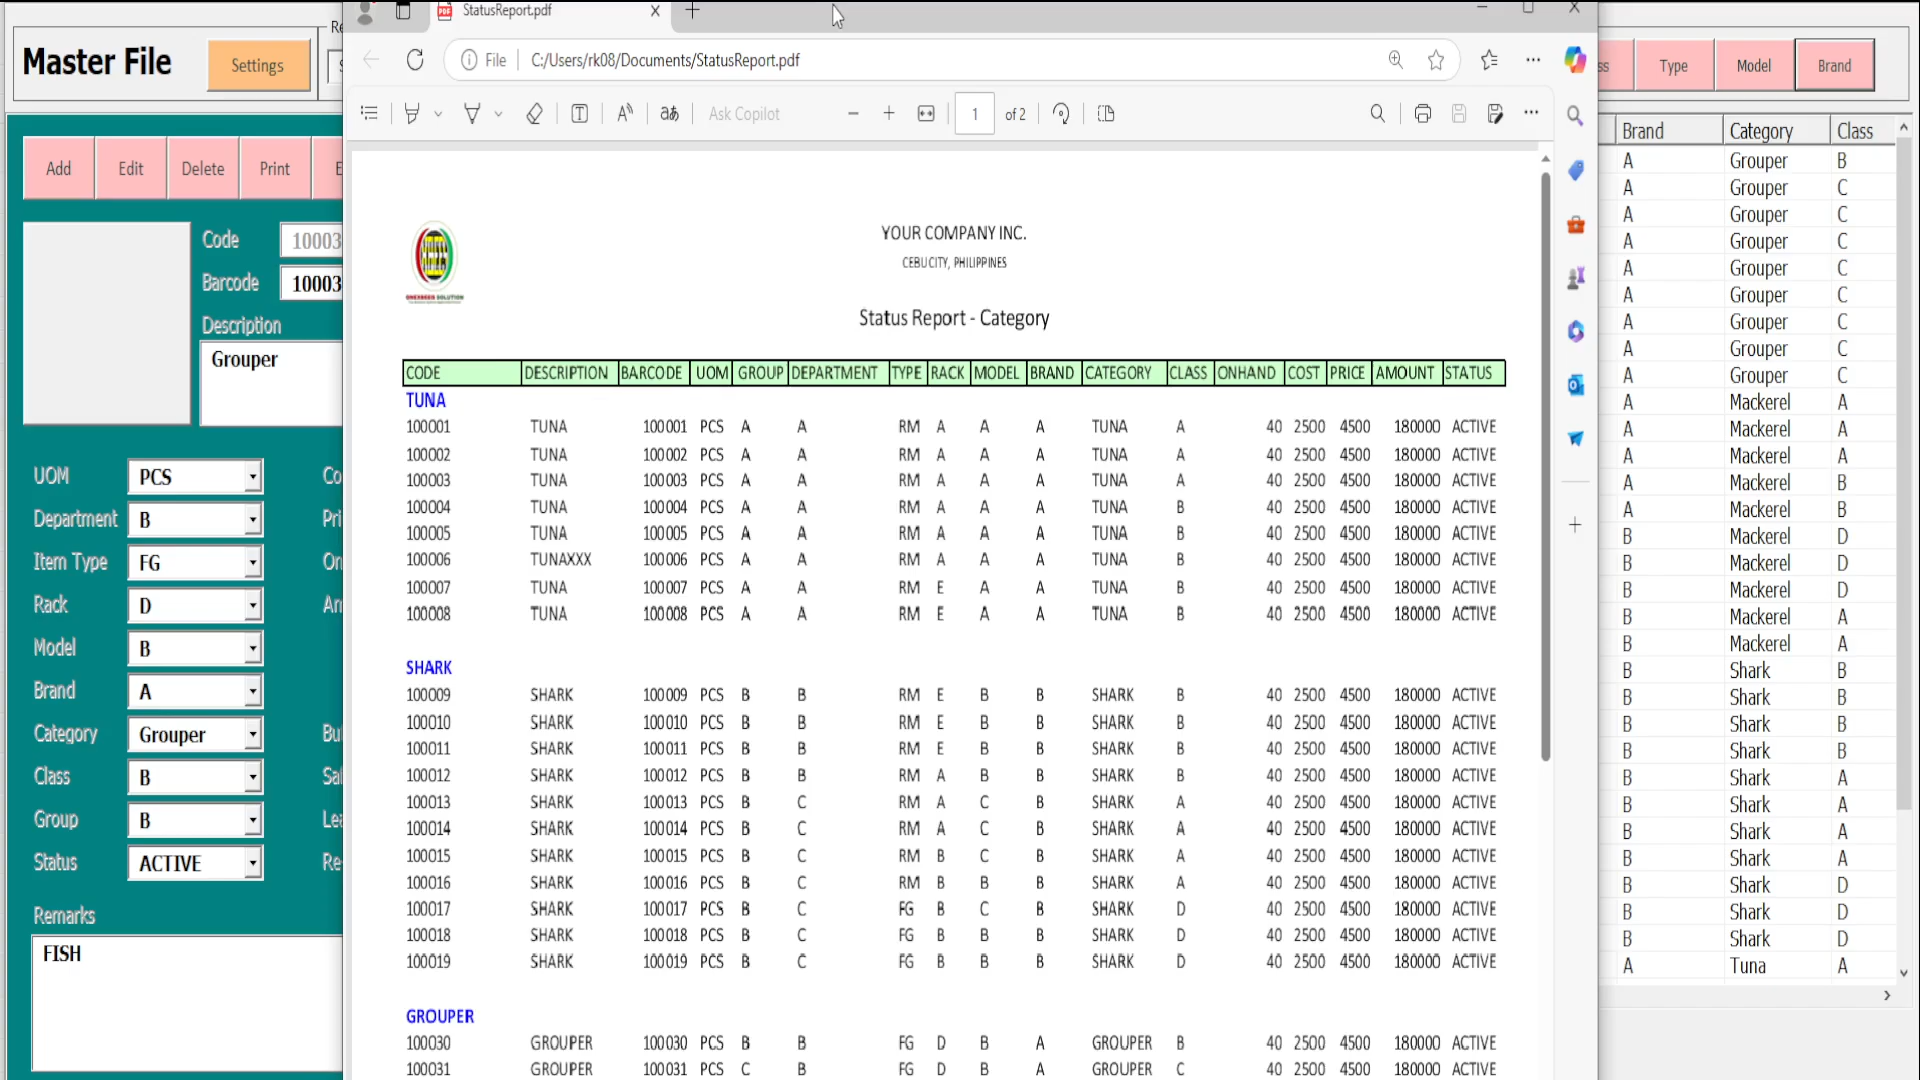 StatusReport.pdf
Master File
Settings
File
C:/Users/rk08/Documents/StatusReport.pdf
ss
Type
Model
Brand
Ask Copilot
1
of 2
Add
Edit
Delete
Print
Code
10003
Barcode
10003
Description
Grouper
UOM
PCS
Co
Department
B
Pri
Item Type
FG
On
Rack
D
An
Model
B
Brand
A
Category
Grouper
Bu
Class
B
Sa
Group
B
Lea
Status
ACTIVE
Re
Remarks
FISH
YOUR COMPANY INC.
CEBUCITY, PHILIPPINES
Status Report - Category
CODE DESCRIPTION BARCODE UOM GROUP DEPARTMENT TYPE RACK MODEL BRAND CATEGORY CLASS ONHAND COST PRICE AMOUNT STATUS
TUNA
100001 TUNA 100001 PCS A A RM A A A TUNA A 40 2500 4500 180000 ACTIVE
100002 TUNA 100002 PCS A A RM A A A TUNA A 40 2500 4500 180000 ACTIVE
100003 TUNA 100003 PCS A A RM A A A TUNA A 40 2500 4500 180000 ACTIVE
100004 TUNA 100004 PCS A A RM A A A TUNA B 40 2500 4500 180000 ACTIVE
100005 TUNA 100005 PCS A A RM A A A TUNA B 40 2500 4500 180000 ACTIVE
100006 TUNAXXX 100006 PCS A A RM A A A TUNA B 40 2500 4500 180000 ACTIVE
100007 TUNA 100007 PCS A A RM E A A TUNA B 40 2500 4500 180000 ACTIVE
100008 TUNA 100008 PCS A A RM E A A TUNA B 40 2500 4500 180000 ACTIVE
SHARK
100009 SHARK 100009 PCS B B RM E B B SHARK B 40 2500 4500 180000 ACTIVE
100010 SHARK 100010 PCS B B RM E B B SHARK B 40 2500 4500 180000 ACTIVE
100011 SHARK 100011 PCS B B RM E B B SHARK B 40 2500 4500 180000 ACTIVE
100012 SHARK 100012 PCS B B RM A B B SHARK B 40 2500 4500 180000 ACTIVE
100013 SHARK 100013 PCS B C RM A C B SHARK A 40 2500 4500 180000 ACTIVE
100014 SHARK 100014 PCS B C RM A C B SHARK A 40 2500 4500 180000 ACTIVE
100015 SHARK 100015 PCS B C RM B C B SHARK A 40 2500 4500 180000 ACTIVE
100016 SHARK 100016 PCS B C RM B B B SHARK A 40 2500 4500 180000 ACTIVE
100017 SHARK 100017 PCS B C FG B C B SHARK D 40 2500 4500 180000 ACTIVE
100018 SHARK 100018 PCS B C FG B B B SHARK D 40 2500 4500 180000 ACTIVE
100019 SHARK 100019 PCS B C FG B B B SHARK D 40 2500 4500 180000 ACTIVE
GROUPER
100030 GROUPER 100030 PCS B B FG D B A GROUPER B 40 2500 4500 180000 ACTIVE
100031 GROUPER 100031 PCS C B FG D B A GROUPER C 40 2500 4500 180000 ACTIVE
Brand Category Class
A Grouper B
A Grouper C
A Grouper C
A Grouper C
A Grouper C
A Grouper C
A Grouper C
A Grouper C
A Grouper C
A Mackerel A
A Mackerel A
A Mackerel A
A Mackerel B
A Mackerel B
B Mackerel D
B Mackerel D
B Mackerel D
B Mackerel A
B Mackerel A
B Shark B
B Shark B
B Shark B
B Shark B
B Shark A
B Shark A
B Shark A
B Shark A
B Shark D
B Shark D
B Shark D
A Tuna A